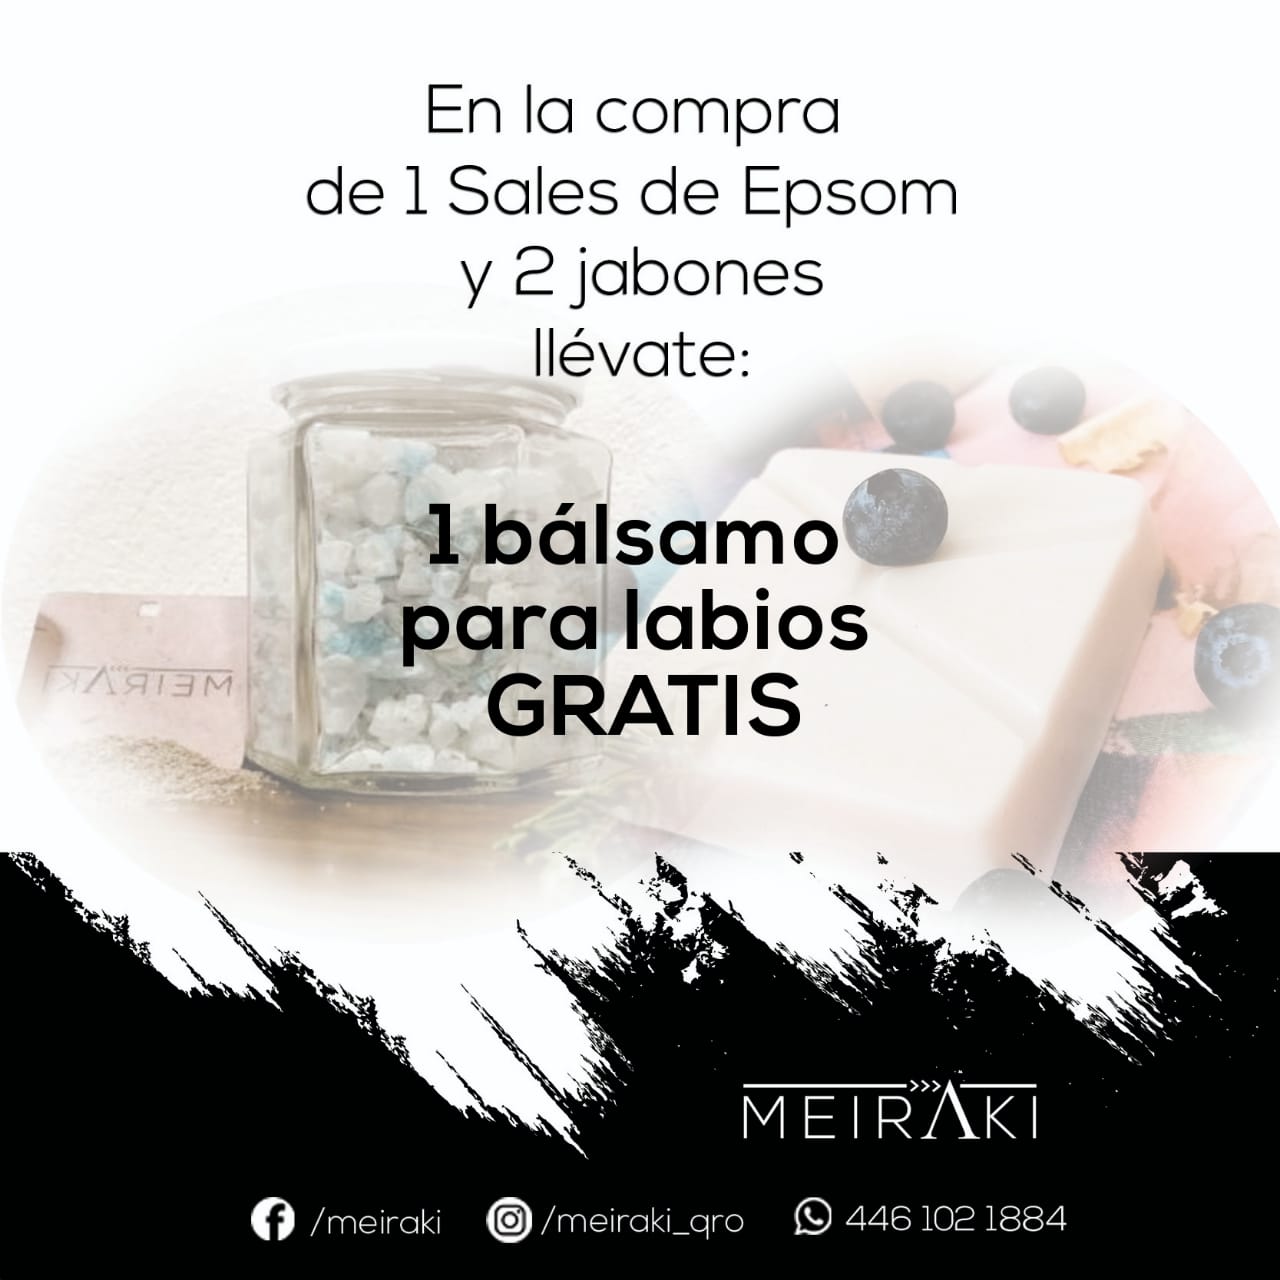 En la compra
de 1 Sales de Epsom
y 2 jabones
llévate:
1 bálsamo
para labios
GRATIS
MEIRAKI
MEIRAKI
/meiraki
/meiraki_qro
446 102 1884